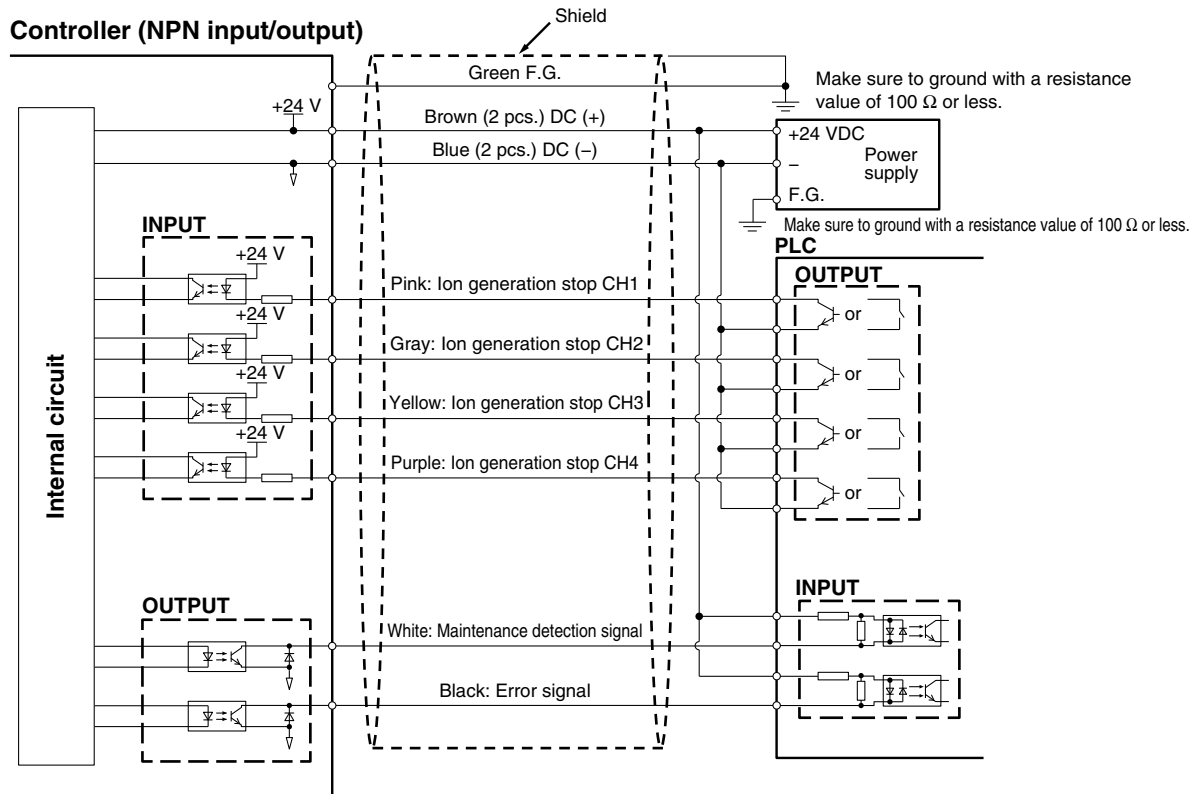 Controller (NPN input/output)
Shield
Green F.G.
Make sure to ground with a resistance
value of 100 Ω or less.
+24 V
Brown (2 pcs.) DC (+)
+24 VDC
Blue (2 pcs.) DC (−)
−
Power
supply
F.G.
Make sure to ground with a resistance value of 100 Ω or less.
INPUT
PLC
+24 V
OUTPUT
Pink: Ion generation stop CH1
or
+24 V
Gray: Ion generation stop CH2
or
+24 V
Yellow: Ion generation stop CH3
or
+24 V
Purple: Ion generation stop CH4
or
Internal circuit
INPUT
OUTPUT
White: Maintenance detection signal
Black: Error signal